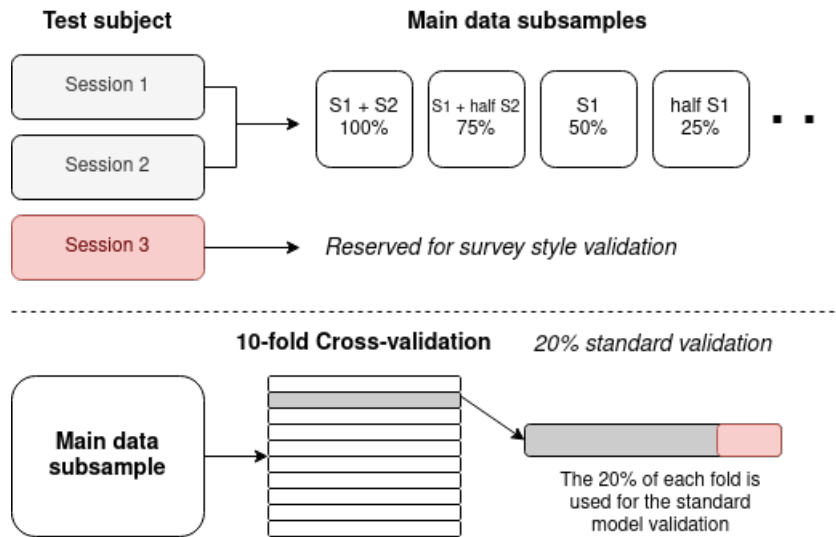 Test subject
Main data subsamples
Session 1
Session 2
Session 3
S1 + S2
100%
S1 + half S2
75%
S1
50%
half S1
25%
Reserved for survey style validation
10-fold Cross-validation
20% standard validation
Main data
subsample
The 20% of each fold is
used for the standard
model validation